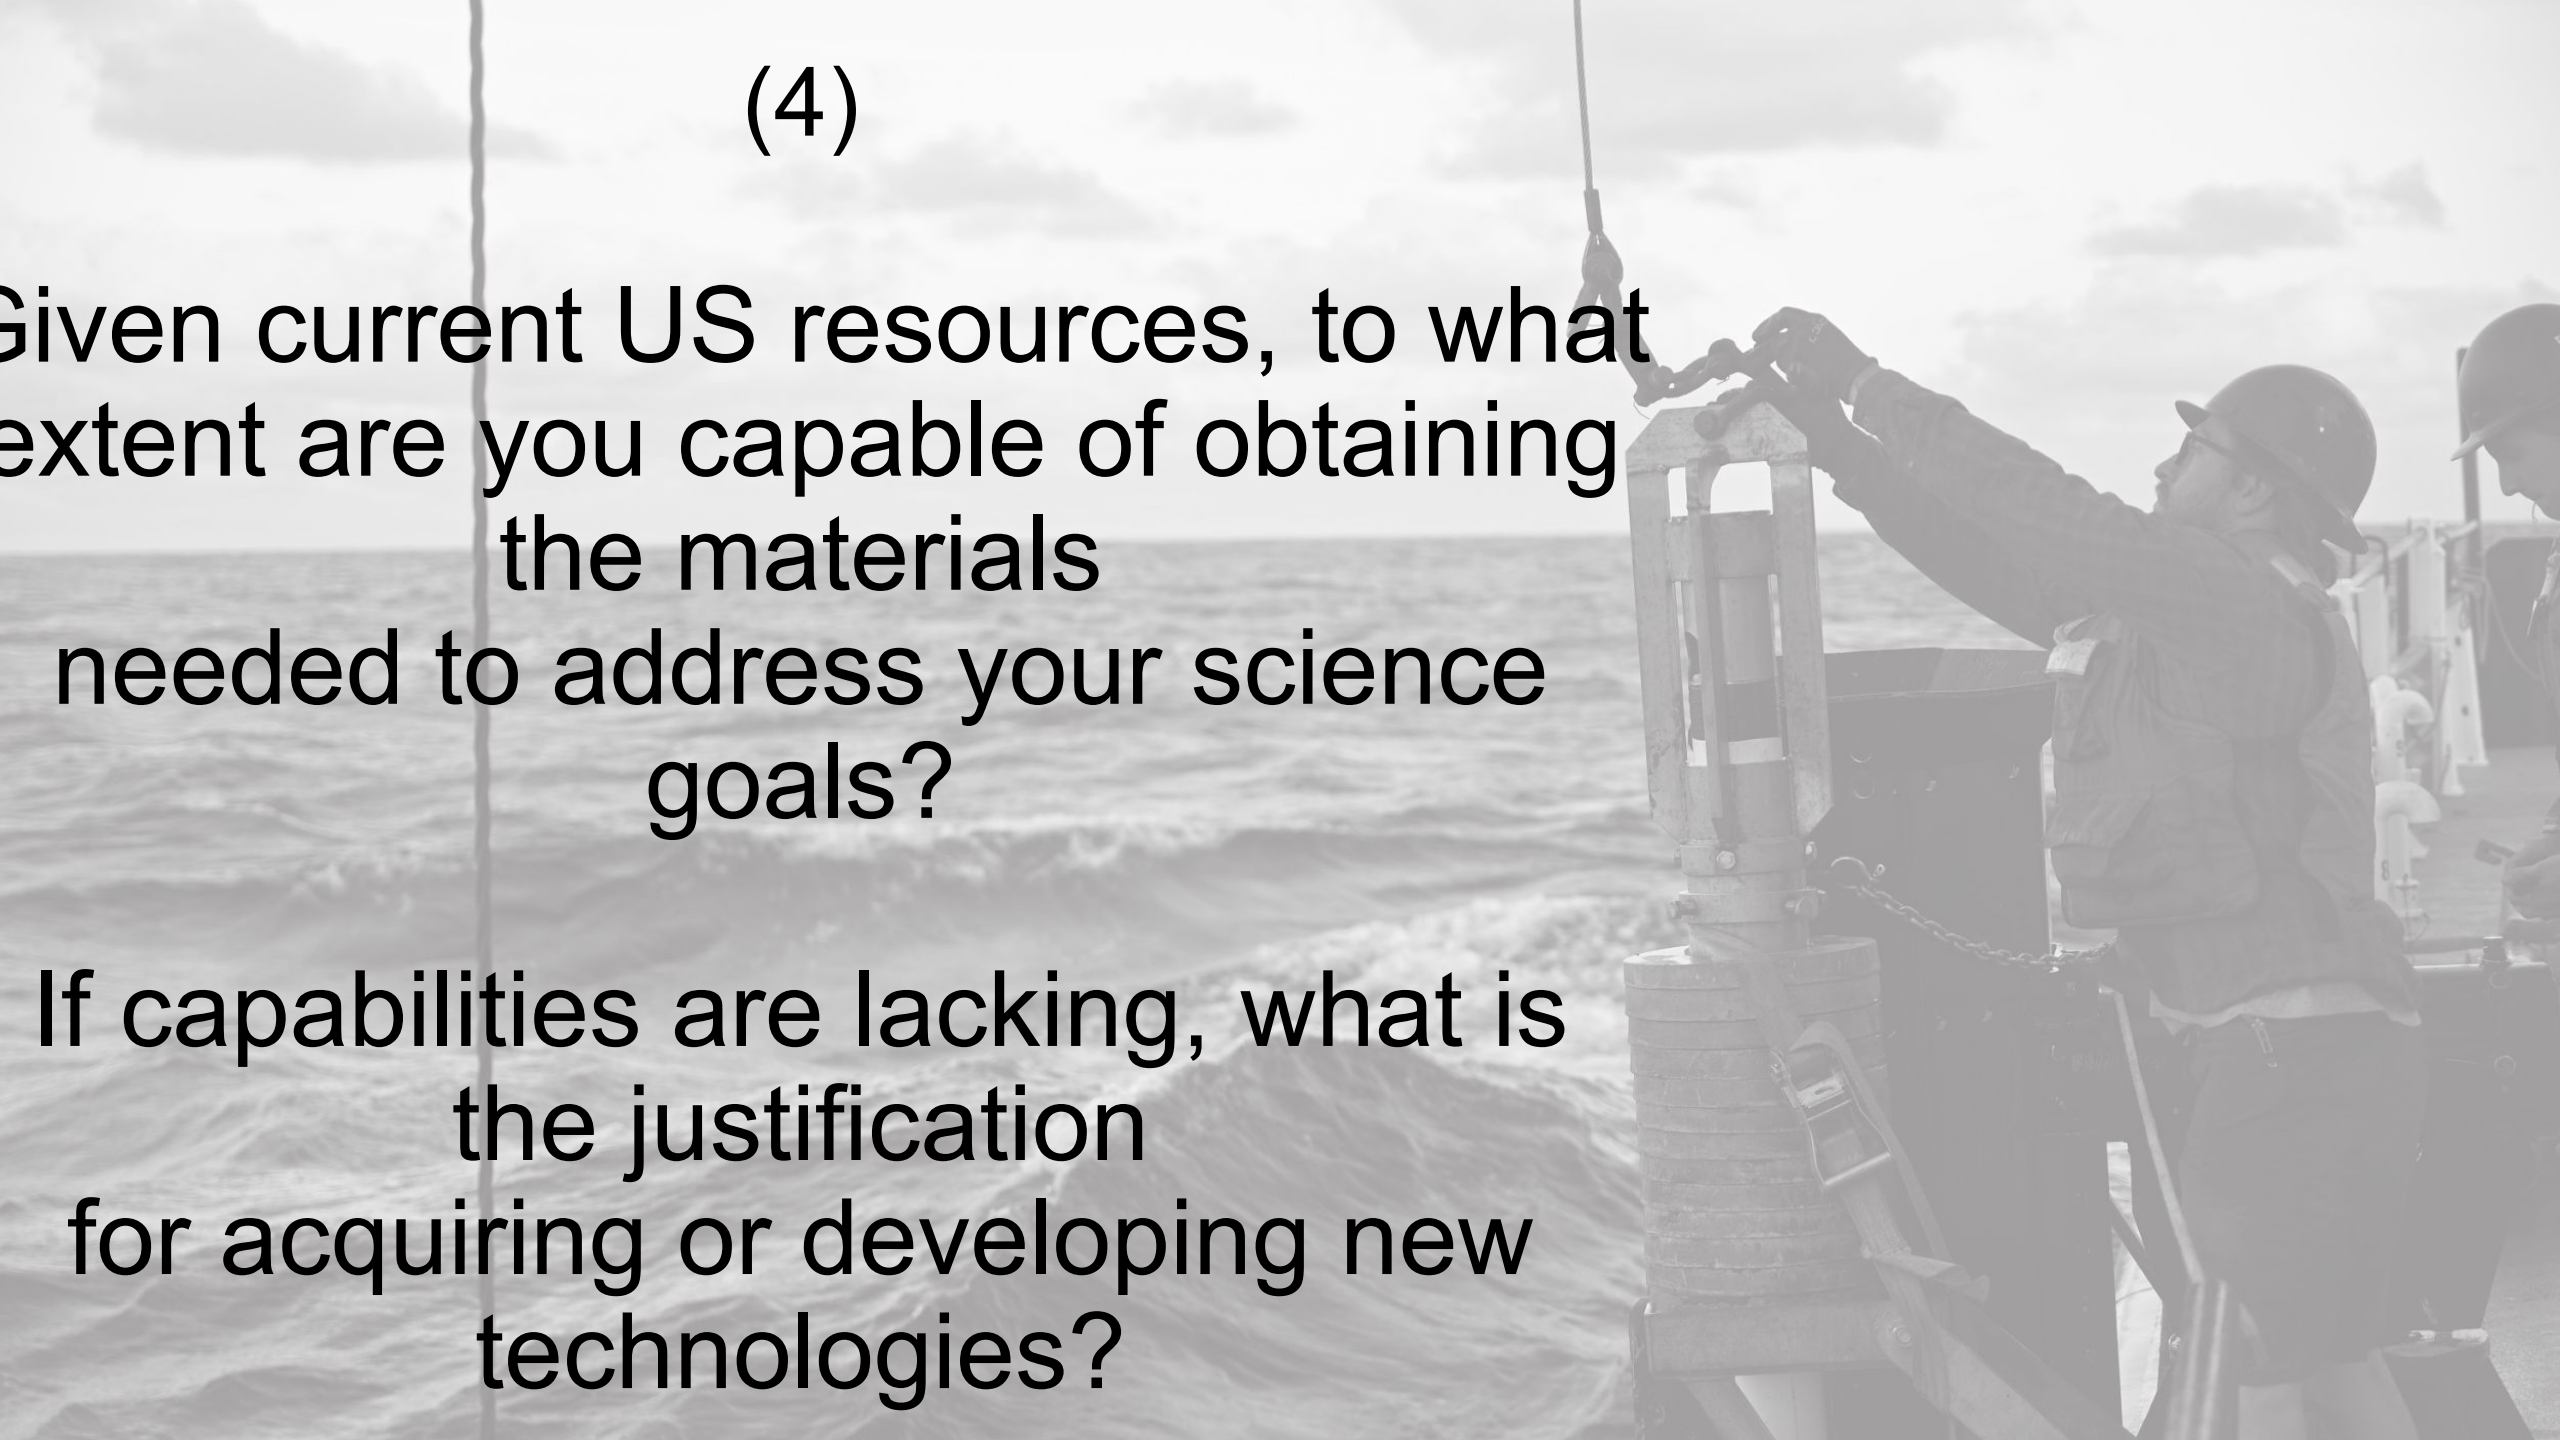 (4)
Given current US resources, to what
extent are you capable of obtaining
the materials
needed to address your science
goals?
If capabilities are lacking, what is
the justification
for acquiring or developing new
technologies?